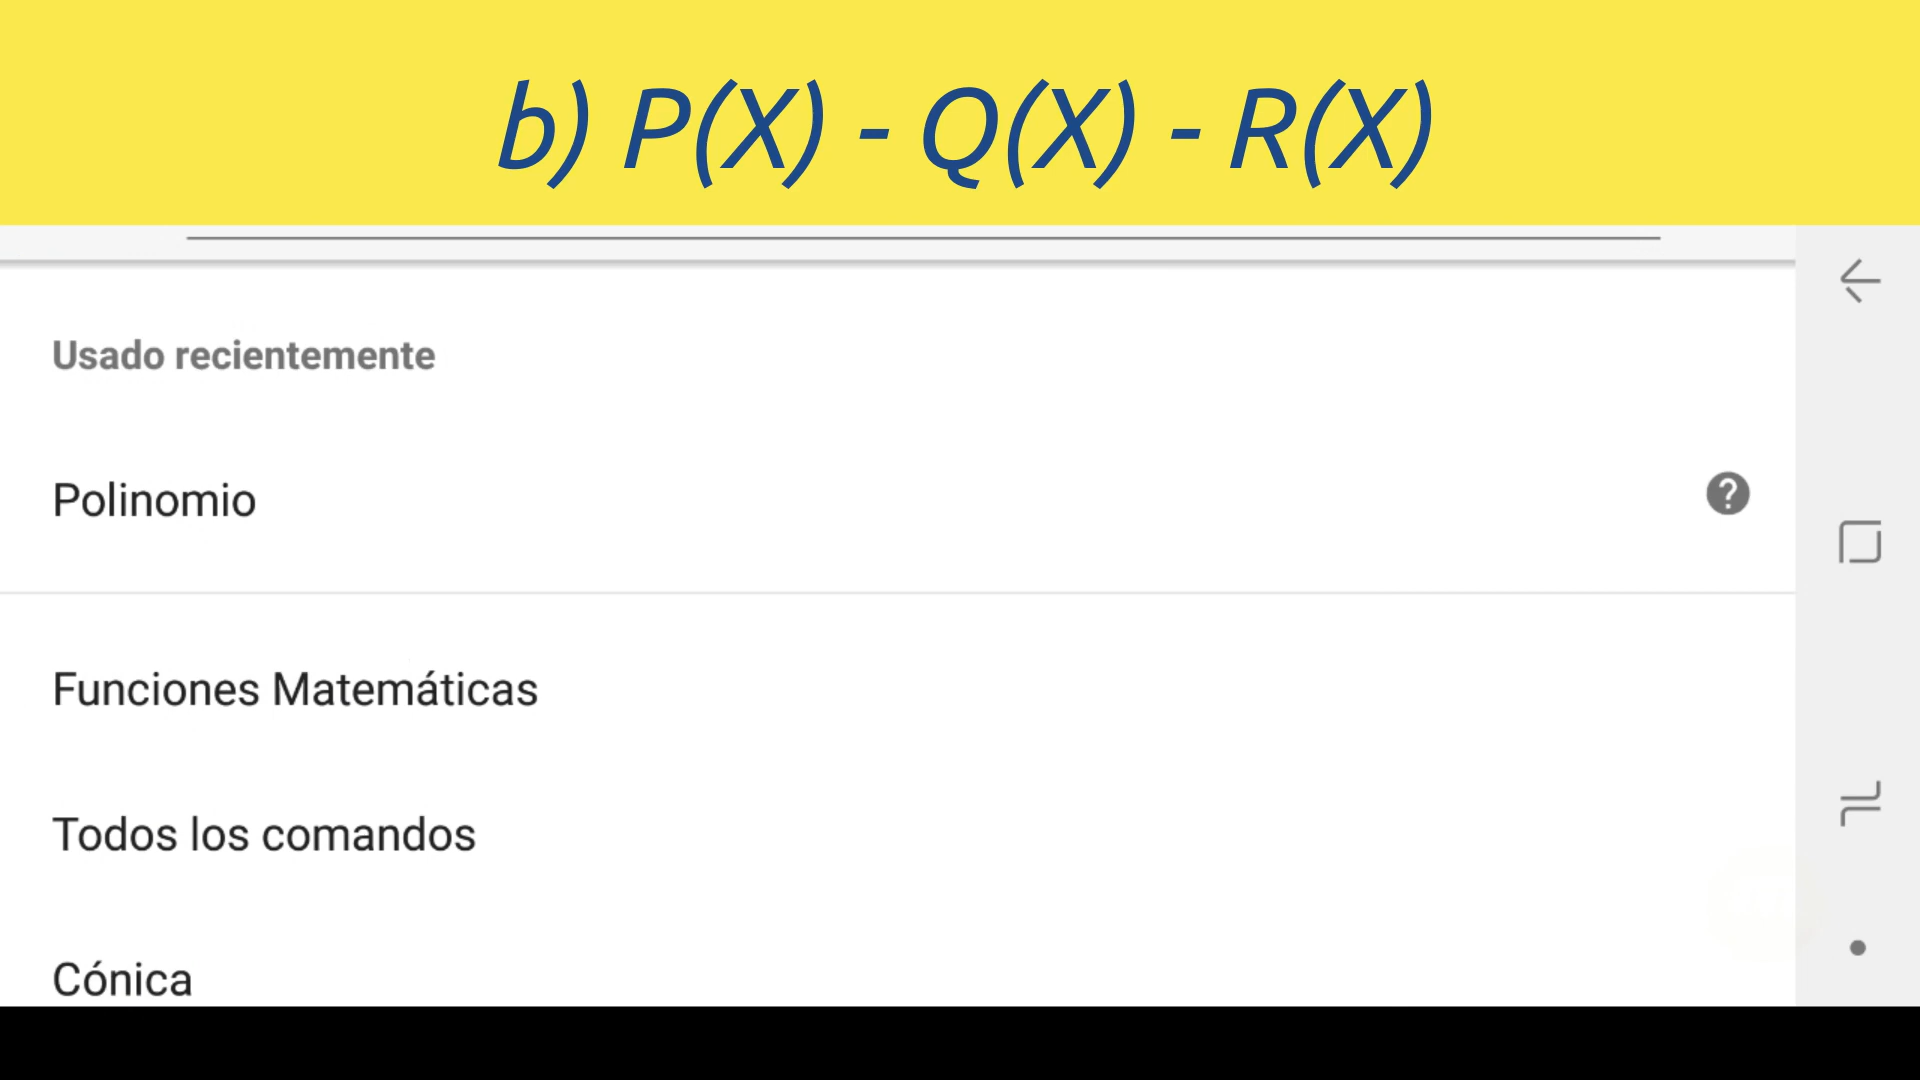 b) P(X) - Q(X) - R(X)
Usado recientemente
Polinomio
?
Funciones Matemáticas
Todos los comandos
Cónica